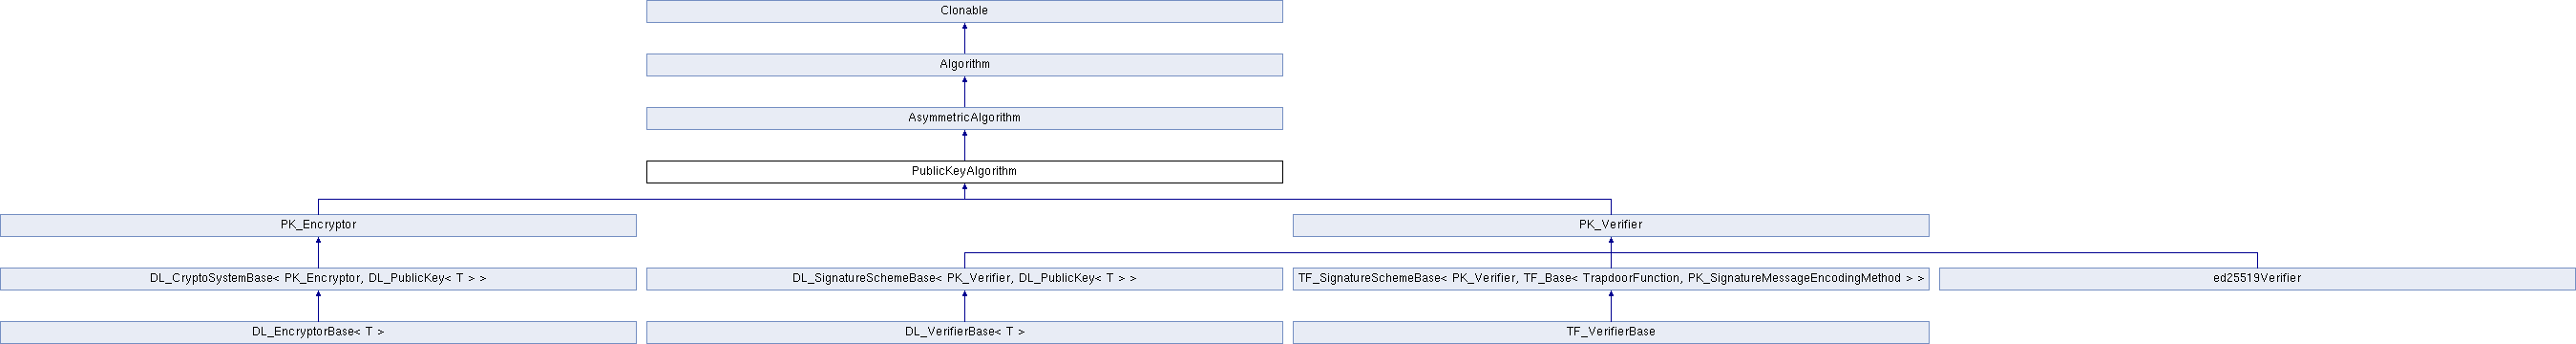 Clonable
Algorithm
AsymmetricAlgorithm
PublicKeyAlgorithm
PK_Encryptor
PK_Verifier
DL_CryptoSystemBase< PK_Encryptor, DL_PublicKey< T > >
DL_SignatureSchemeBase< PK_Verifier, DL_PublicKey< T > >
TF_SignatureSchemeBase< PK_Verifier, TF_Base< TrapdoorFunction, PK_SignatureMessageEncodingMethod > >
ed25519Verifier
DL_EncryptorBase< T >
DL_VerifierBase< T >
TF_VerifierBase